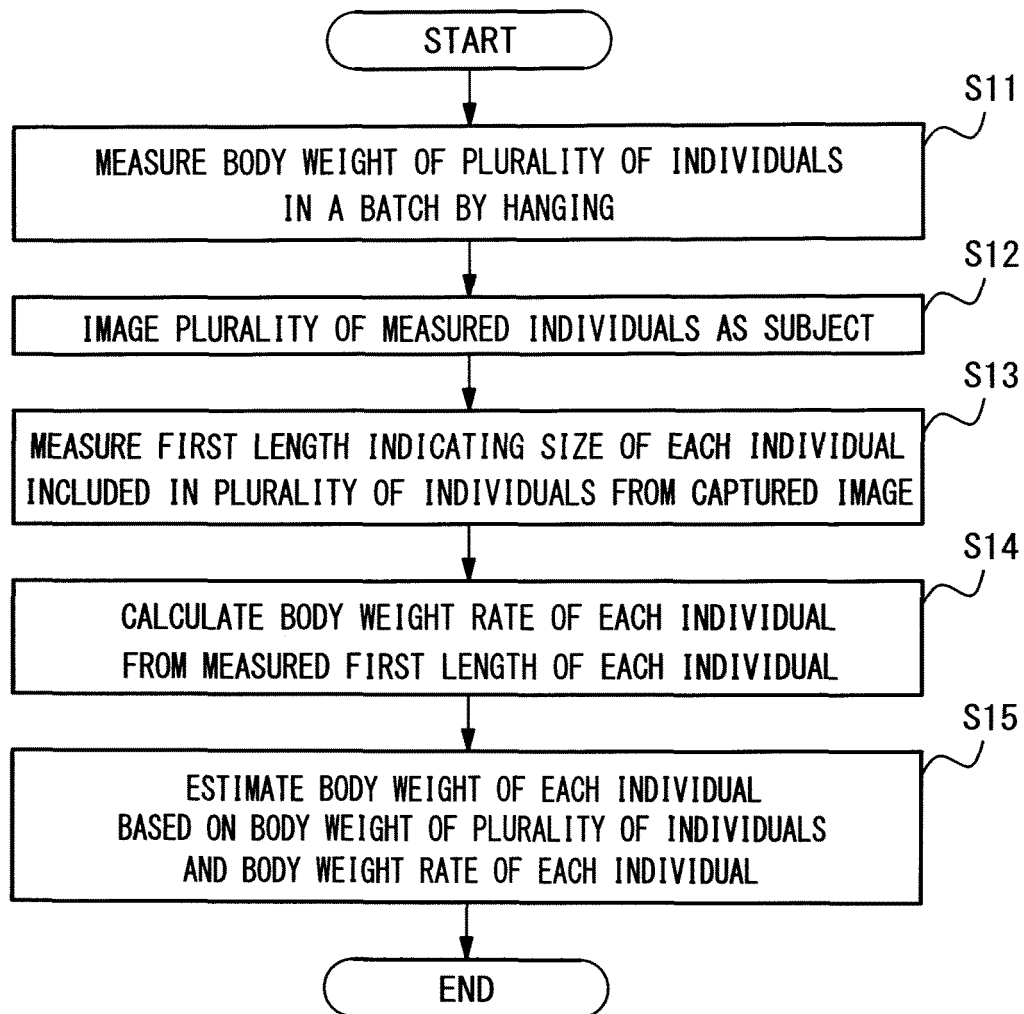 START
S11
MEASURE BODY WEIGHT OF PLURALITY OF INDIVIDUALS
IN A BATCH BY HANGING
S12
IMAGE PLURALITY OF MEASURED INDIVIDUALS AS SUBJECT
S13
MEASURE FIRST LENGTH INDICATING SIZE OF EACH INDIVIDUAL
INCLUDED IN PLURALITY OF INDIVIDUALS FROM CAPTURED IMAGE
S14
CALCULATE BODY WEIGHT RATE OF EACH INDIVIDUAL
FROM MEASURED FIRST LENGTH OF EACH INDIVIDUAL
S15
ESTIMATE BODY WEIGHT OF EACH INDIVIDUAL
BASED ON BODY WEIGHT OF PLURALITY OF INDIVIDUALS
AND BODY WEIGHT RATE OF EACH INDIVIDUAL
END